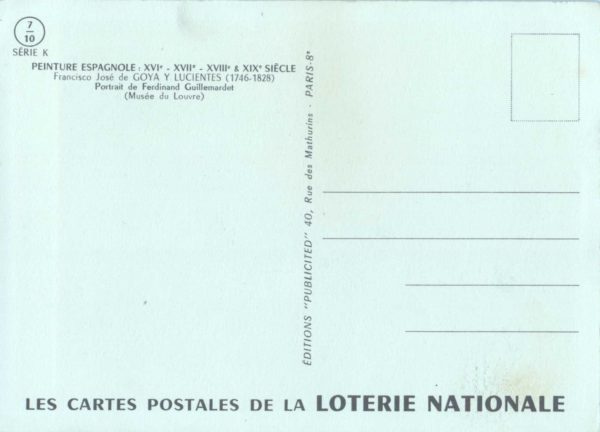 7
10
SÉRIE K
PEINTURE ESPAGNOLE : XVIe - XVIIe - XVIIIe & XIXe SIÈCLE
Francisco José de GOYA Y LUCIENTES (1746-1828)
Portrait de Ferdinand Guillemardet
(Musée du Louvre)
ÉDITIONS "PUBLICITED" 40, Rue des Mathurins - PARIS-8e
LES CARTES POSTALES DE LA LOTERIE NATIONALE